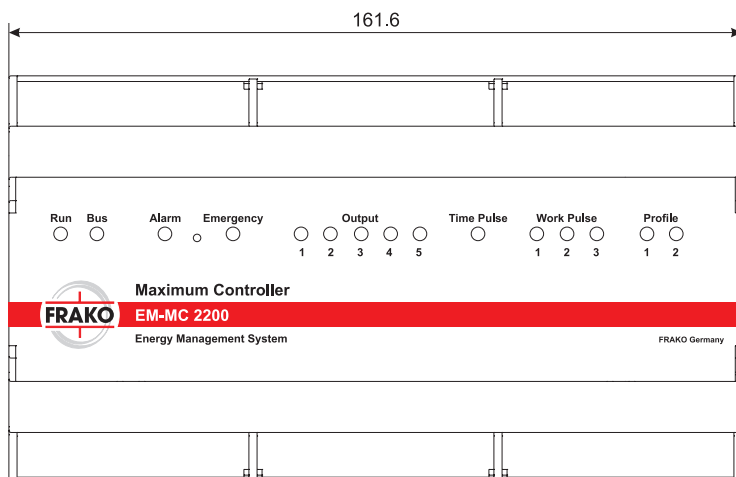 161.6
Run Bus Alarm Emergency Output Time Pulse Work Pulse Profile
1 2 3 4 5 1 2 3 1 2
Maximum Controller
FRAKO EM-MC 2200
Energy Management System FRAKO Germany